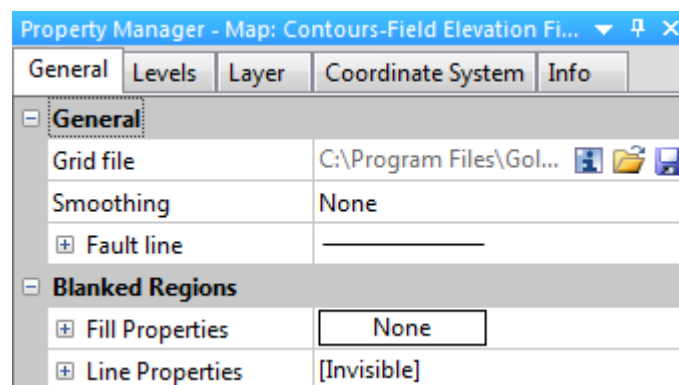 Property Manager - Map: Contours-Field Elevation Fi...
General Levels Layer Coordinate System Info
General
Grid file C:\Program Files\Gol...
Smoothing None
Fault line
Blanked Regions
Fill Properties None
Line Properties [Invisible]